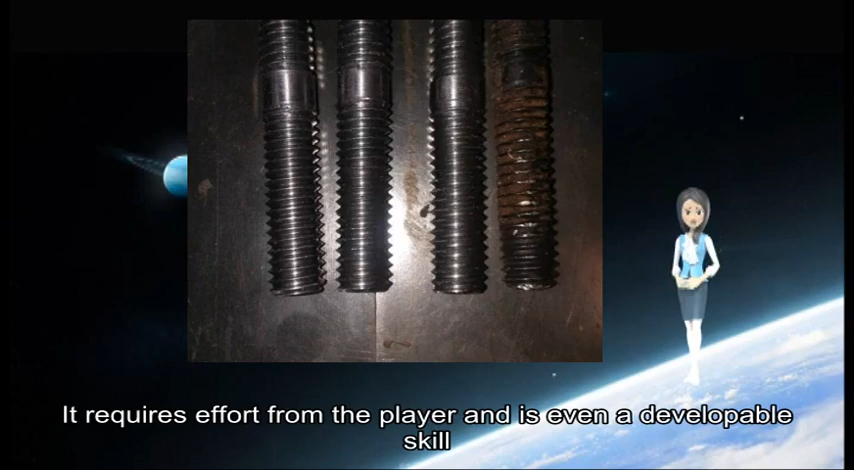 It requires effort from the player and is even a developable
skill